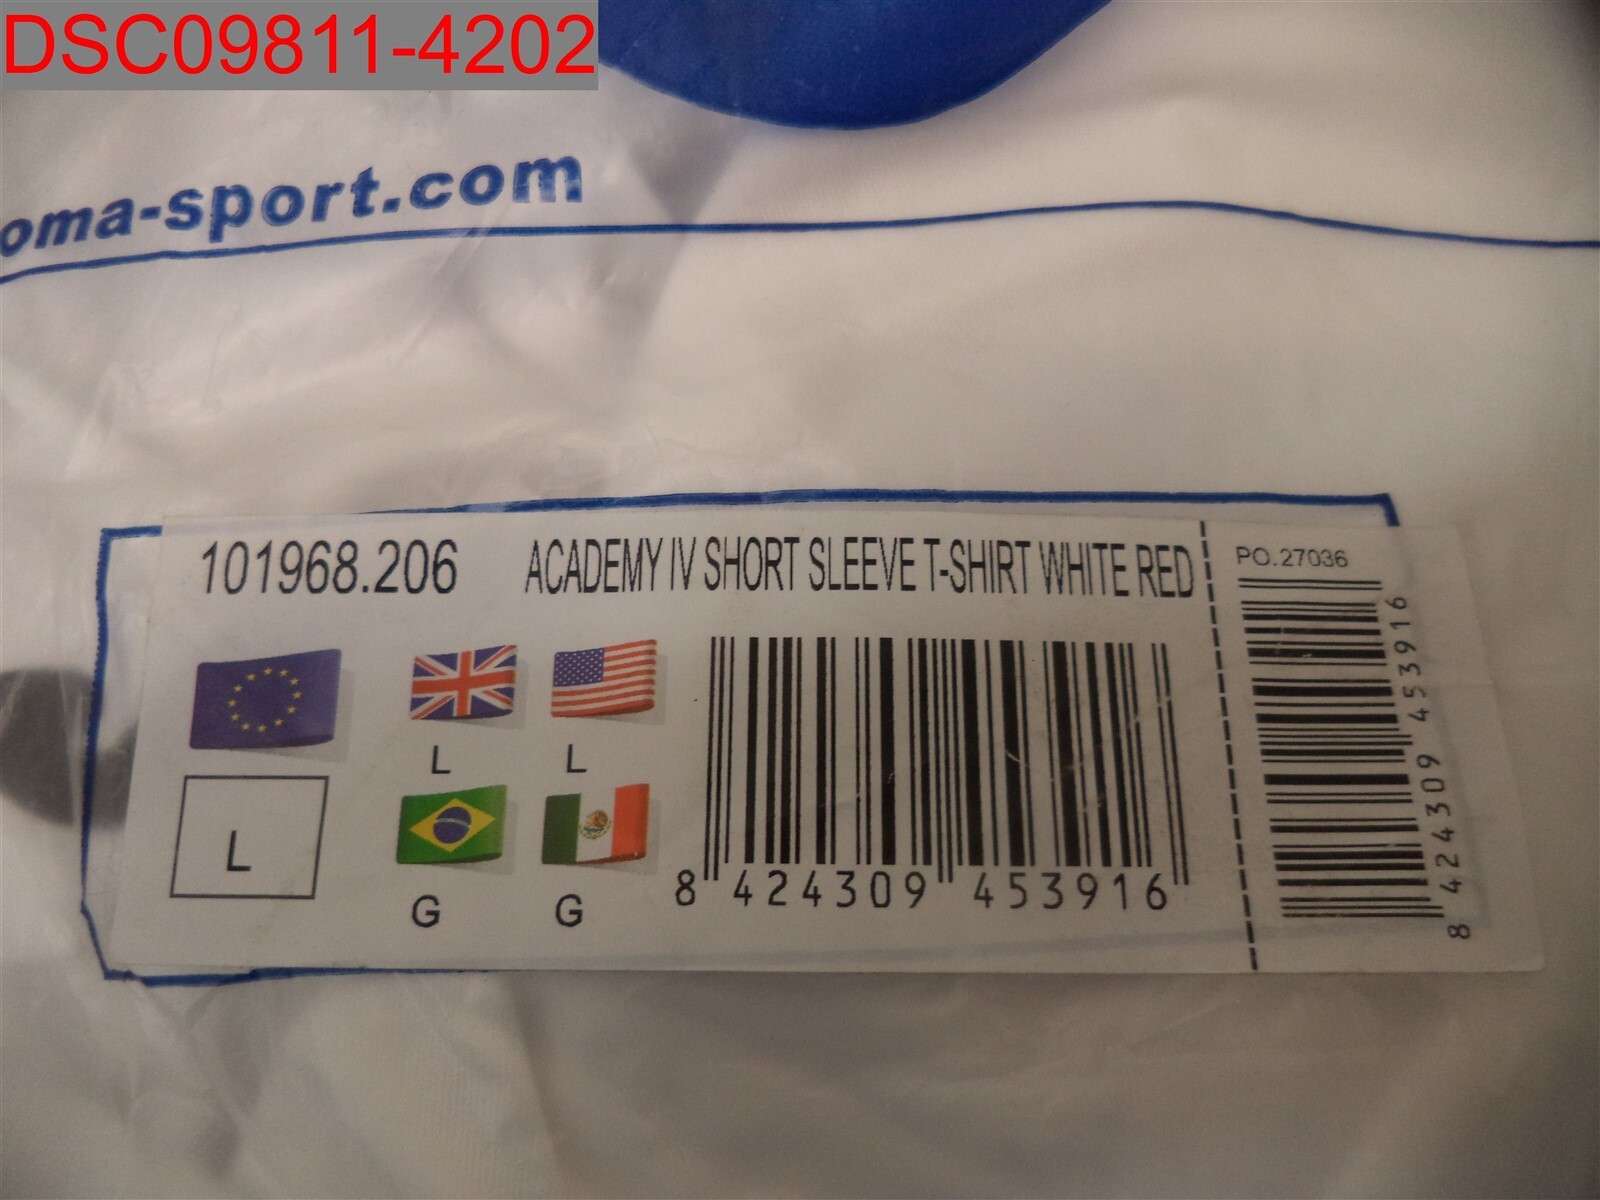 DSC09811-4202
oma-sport.com
101968.206 ACADEMY IV SHORT SLEEVE T-SHIRT WHITE RED
PO.27036
L
L
L
G
G
8 424309 453916
8 424309 453916